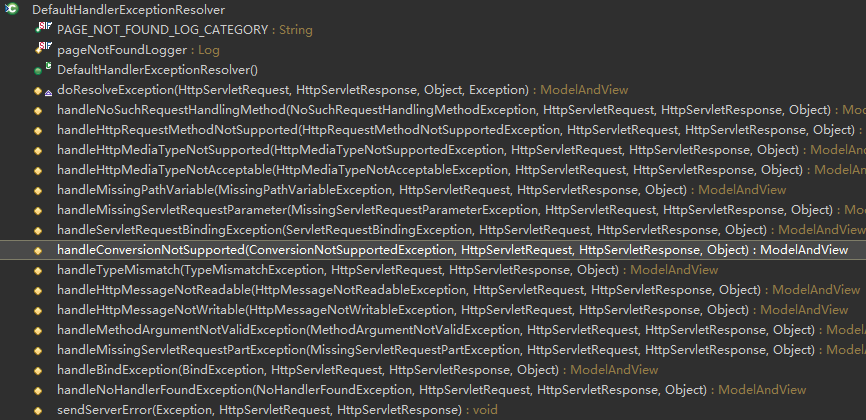 DefaultHandlerExceptionResolver
PAGE_NOT_FOUND_LOG_CATEGORY : String
pageNotFoundLogger : Log
DefaultHandlerExceptionResolver()
doResolveException(HttpServletRequest, HttpServletResponse, Object, Exception) : ModelAndView
handleNoSuchRequestHandlingMethod(NoSuchRequestHandlingMethodException, HttpServletRequest, HttpServletResponse, Object) : Mod
handleHttpRequestMethodNotSupported(HttpRequestMethodNotSupportedException, HttpServletRequest, HttpServletResponse, Object) :
handleHttpMediaTypeNotSupported(HttpMediaTypeNotSupportedException, HttpServletRequest, HttpServletResponse, Object) : ModelAn
handleHttpMediaTypeNotAcceptable(HttpMediaTypeNotAcceptableException, HttpServletRequest, HttpServletResponse, Object) : Model
handleMissingPathVariable(MissingPathVariableException, HttpServletRequest, HttpServletResponse, Object) : ModelAndView
handleMissingServletRequestParameter(MissingServletRequestParameterException, HttpServletRequest, HttpServletResponse, Object) : Mod
handleServletRequestBindingException(ServletRequestBindingException, HttpServletRequest, HttpServletResponse, Object) : ModelAndView
handleConversionNotSupported(ConversionNotSupportedException, HttpServletRequest, HttpServletResponse, Object) : ModelAndView
handleTypeMismatch(TypeMismatchException, HttpServletRequest, HttpServletResponse, Object) : ModelAndView
handleHttpMessageNotReadable(HttpMessageNotReadableException, HttpServletRequest, HttpServletResponse, Object) : ModelAndView
handleHttpMessageNotWritable(HttpMessageNotWritableException, HttpServletRequest, HttpServletResponse, Object) : ModelAndView
handleMethodArgumentNotValidException(MethodArgumentNotValidException, HttpServletRequest, HttpServletResponse, Object) : Model
handleMissingServletRequestPartException(MissingServletRequestPartException, HttpServletRequest, HttpServletResponse, Object) : Mode
handleBindException(BindException, HttpServletRequest, HttpServletResponse, Object) : ModelAndView
handleNoHandlerFoundException(NoHandlerFoundException, HttpServletRequest, HttpServletResponse, Object) : ModelAndView
sendServerError(Exception, HttpServletRequest, HttpServletResponse) : void